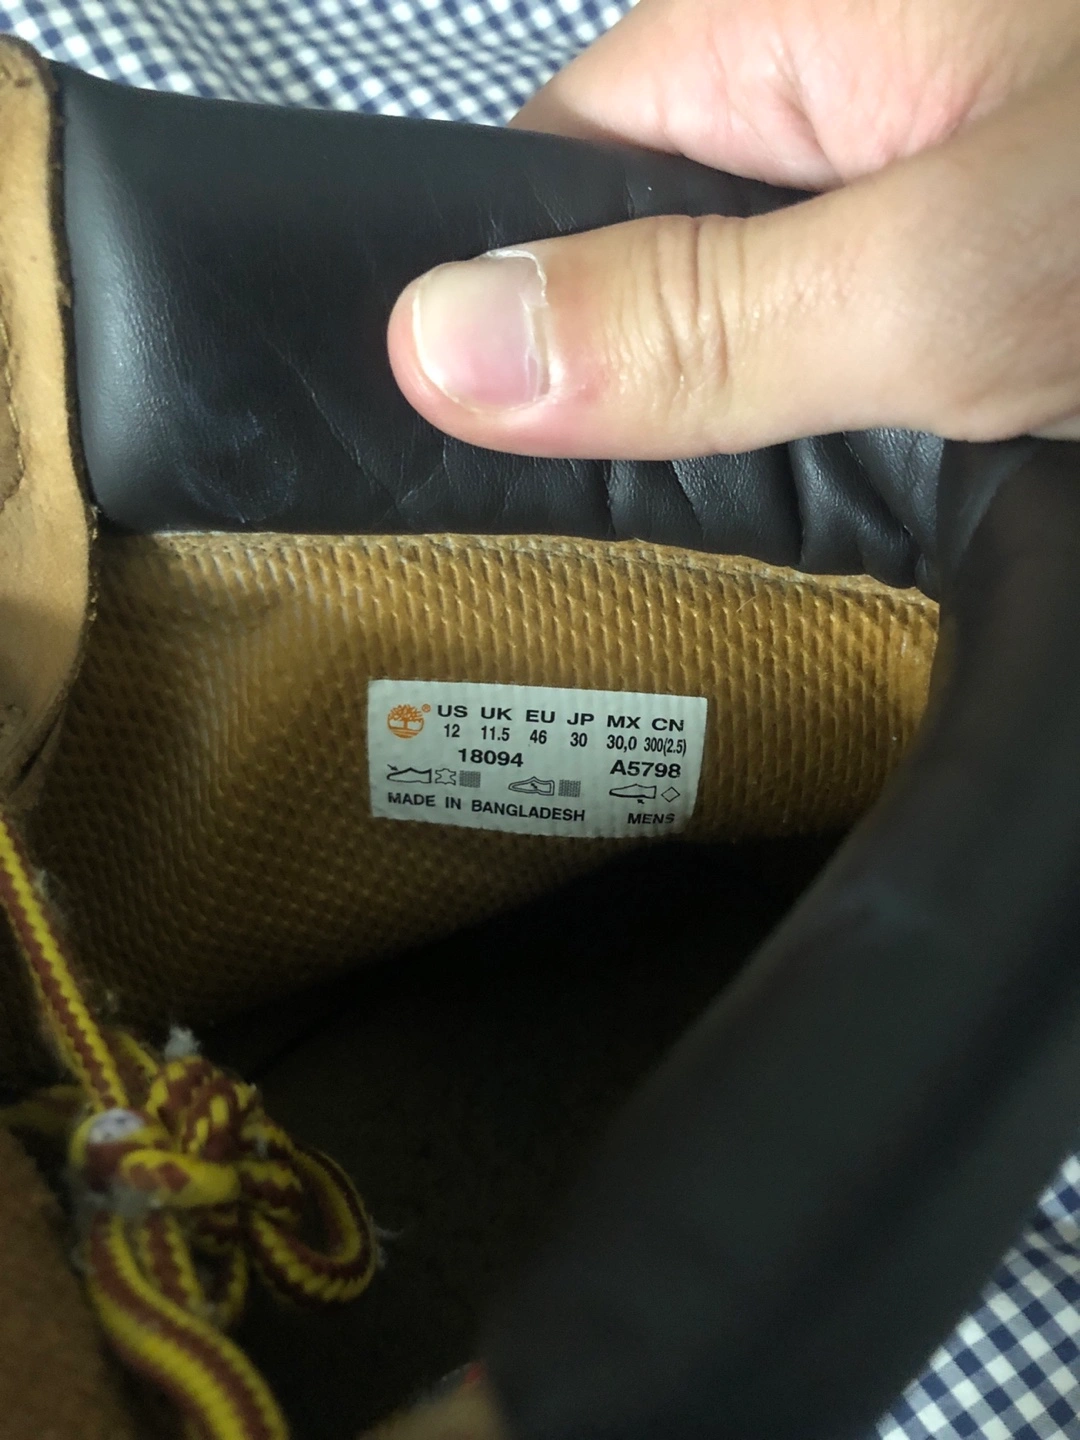 ® US UK EU JP MX CN
12 11.5 46 30 30,0 300(2.5)
18094 A5798
MADE IN BANGLADESH MENS